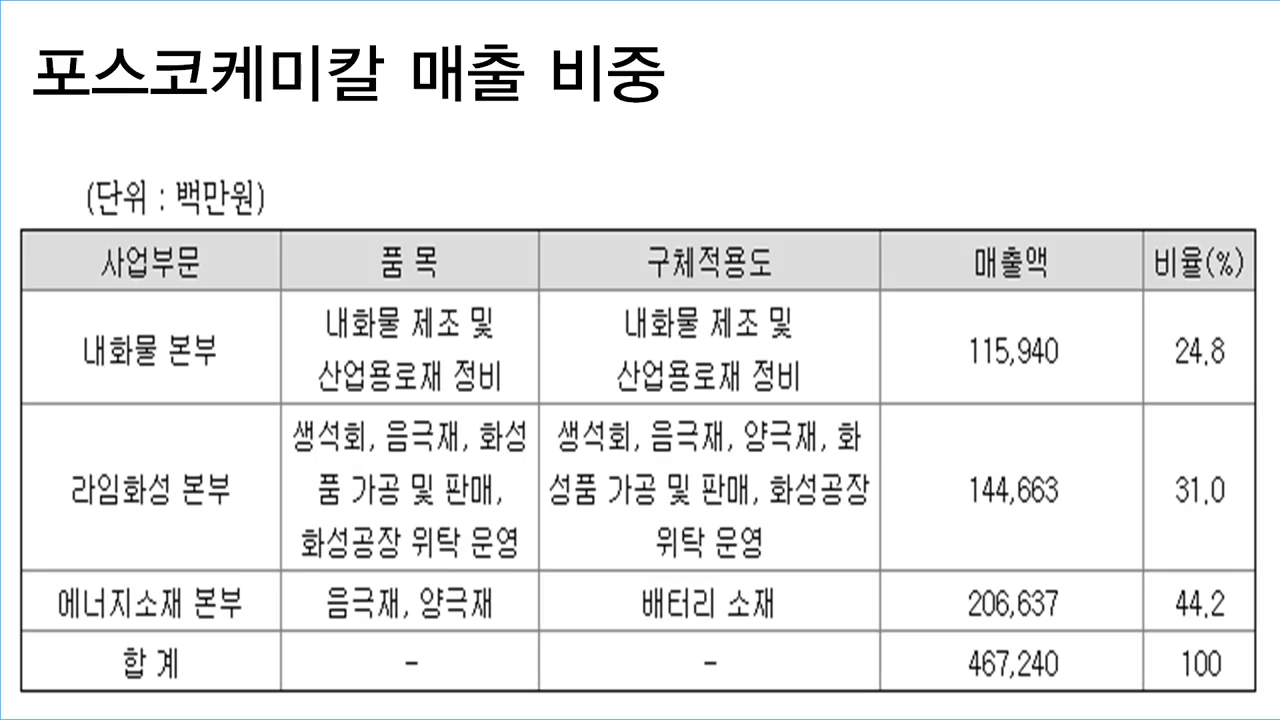 포스코케미칼 매출 비중
(단위 : 백만원)
사업부문 품 목 구체적용도 매출액 비율(%)
내화물 본부 내화물 제조 및 산업용로재 정비 내화물 제조 및 산업용로재 정비 115,940 24.8
라임화성 본부 생석회, 음극재, 화성품 가공 및 판매, 화성공장 위탁 운영 생석회, 음극재, 양극재, 화성품 가공 및 판매, 화성공장 위탁 운영 144,663 31.0
에너지소재 본부 음극재, 양극재 배터리 소재 206,637 44.2
합 계 - - 467,240 100